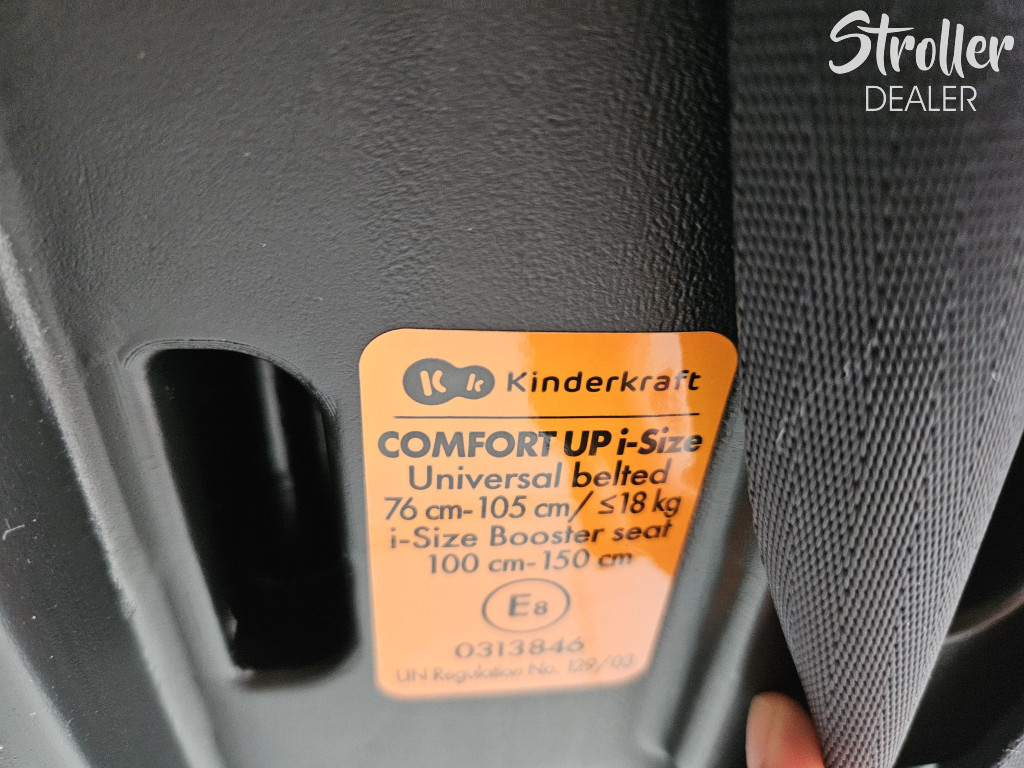 Stroller
DEALER
K k Kinderkraft
COMFORT UP i-Size
Universal belted
76 cm-105 cm/ ≤18 kg
i-Size Booster seat
100 cm-150 cm
E8
0313846
UN Regulation No. 129/03